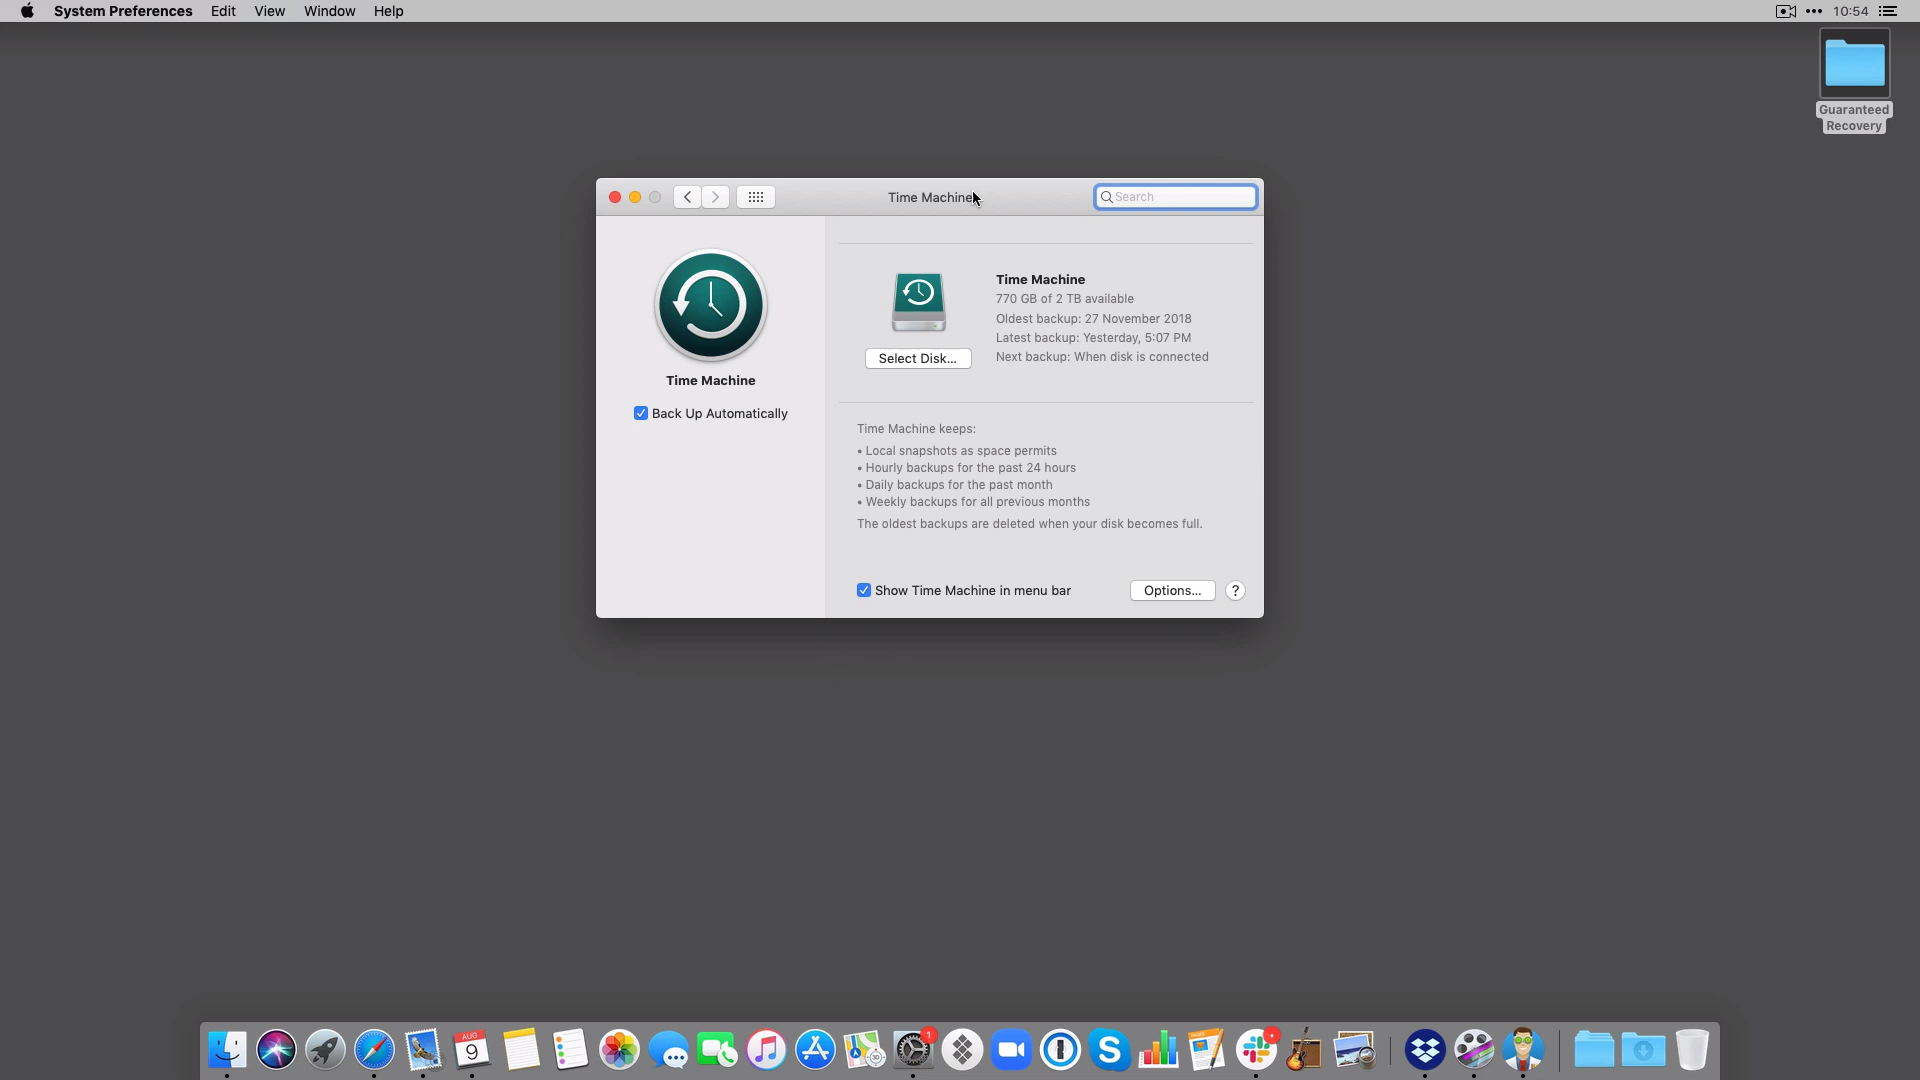 System Preferences Edit View Window Help 10:54
Guaranteed
Recovery
Time Machine
Search
Time Machine
770 GB of 2 TB available
Oldest backup: 27 November 2018
Latest backup: Yesterday, 5:07 PM
Next backup: When disk is connected
Select Disk...
Time Machine
Back Up Automatically
Time Machine keeps:
• Local snapshots as space permits
• Hourly backups for the past 24 hours
• Daily backups for the past month
• Weekly backups for all previous months
The oldest backups are deleted when your disk becomes full.
Show Time Machine in menu bar
Options...
?
AUG
9
3D
1
S
PAGES